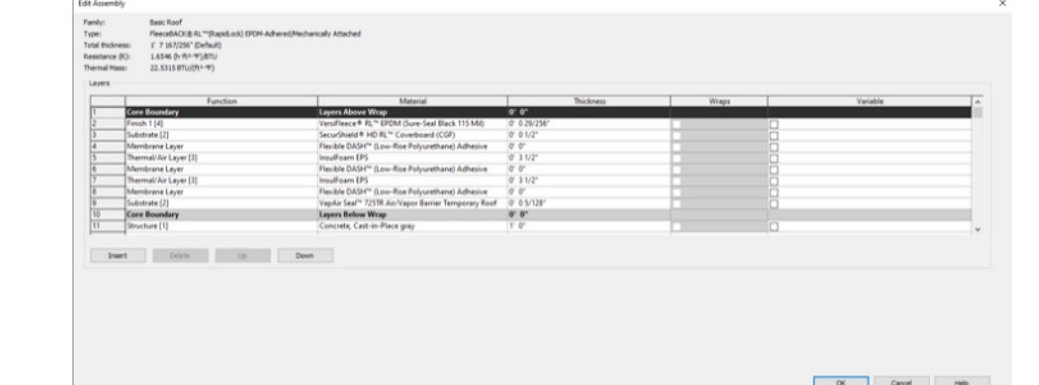 Edit Assembly
Family: Basic Roof
Type: FleeceBACK® RL™(RapidLock) EPDM-Adhered/Mechanically Attached
Total thickness: 1' 7 167/256" (Default)
Resistance (R): 1.6546 (h·ft²·°F)/BTU
Thermal Mass: 22.5315 BTU/(ft²·°F)
Layers
Function Material Thickness Wraps Variable
1 Core Boundary Layers Above Wrap 0' 0"
2 Finish 1 [4] VersiFleece® RL™ EPDM (Sure-Seal Black 115 Mil) 0' 0 29/256"
3 Substrate [2] SecurShield® HD RL™ Coverboard (CGF) 0' 0 1/2"
4 Membrane Layer Flexible DASH™ (Low-Rise Polyurethane) Adhesive 0' 0"
5 Thermal/Air Layer [3] InsulFoam EPS 0' 3 1/2"
6 Membrane Layer Flexible DASH™ (Low-Rise Polyurethane) Adhesive 0' 0"
7 Thermal/Air Layer [3] InsulFoam EPS 0' 3 1/2"
8 Membrane Layer Flexible DASH™ (Low-Rise Polyurethane) Adhesive 0' 0"
9 Substrate [2] VapAir Seal™ 725TR Air/Vapor Barrier Temporary Roof 0' 0 5/128"
10 Core Boundary Layers Below Wrap 0' 0"
11 Structure [1] Concrete, Cast-in-Place gray 1' 0"
Insert Delete Up Down
OK Cancel Help